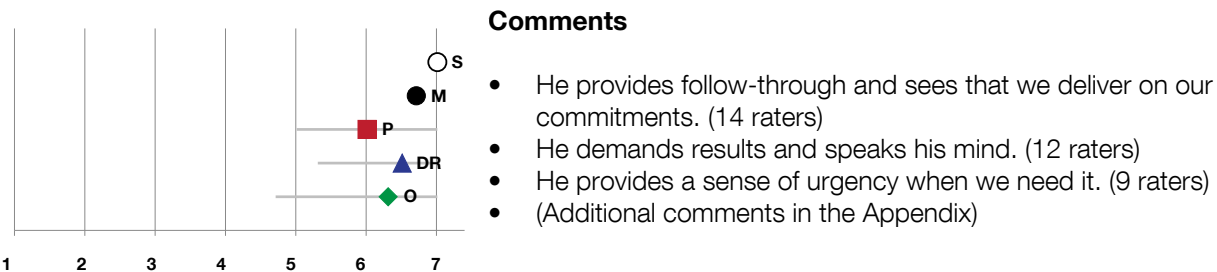 S
M
P
DR
O
1 2 3 4 5 6 7
Comments
• He provides follow-through and sees that we deliver on our
commitments. (14 raters)
• He demands results and speaks his mind. (12 raters)
• He provides a sense of urgency when we need it. (9 raters)
• (Additional comments in the Appendix)